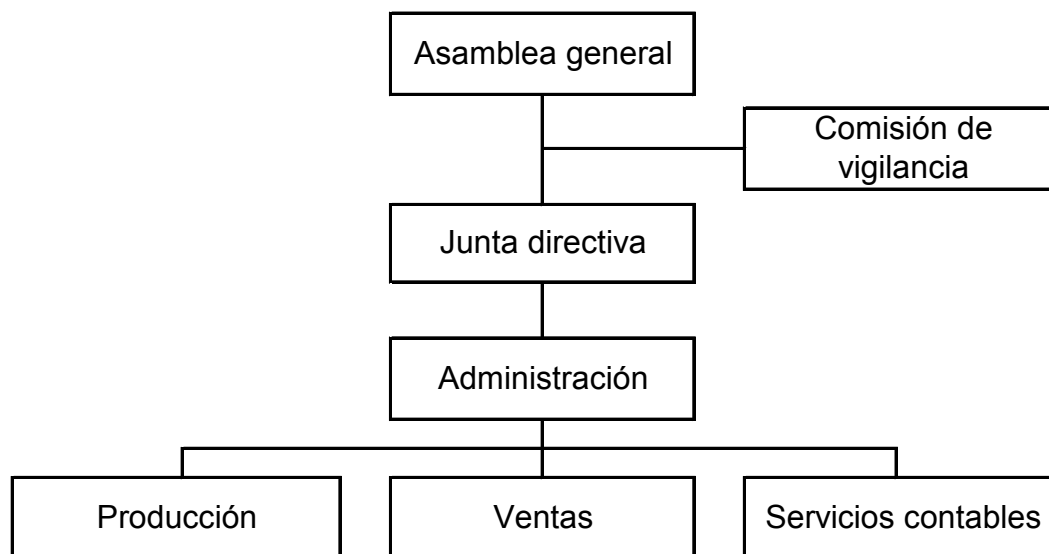 Asamblea general
Comisión de
vigilancia
Junta directiva
Administración
Producción
Ventas
Servicios contables